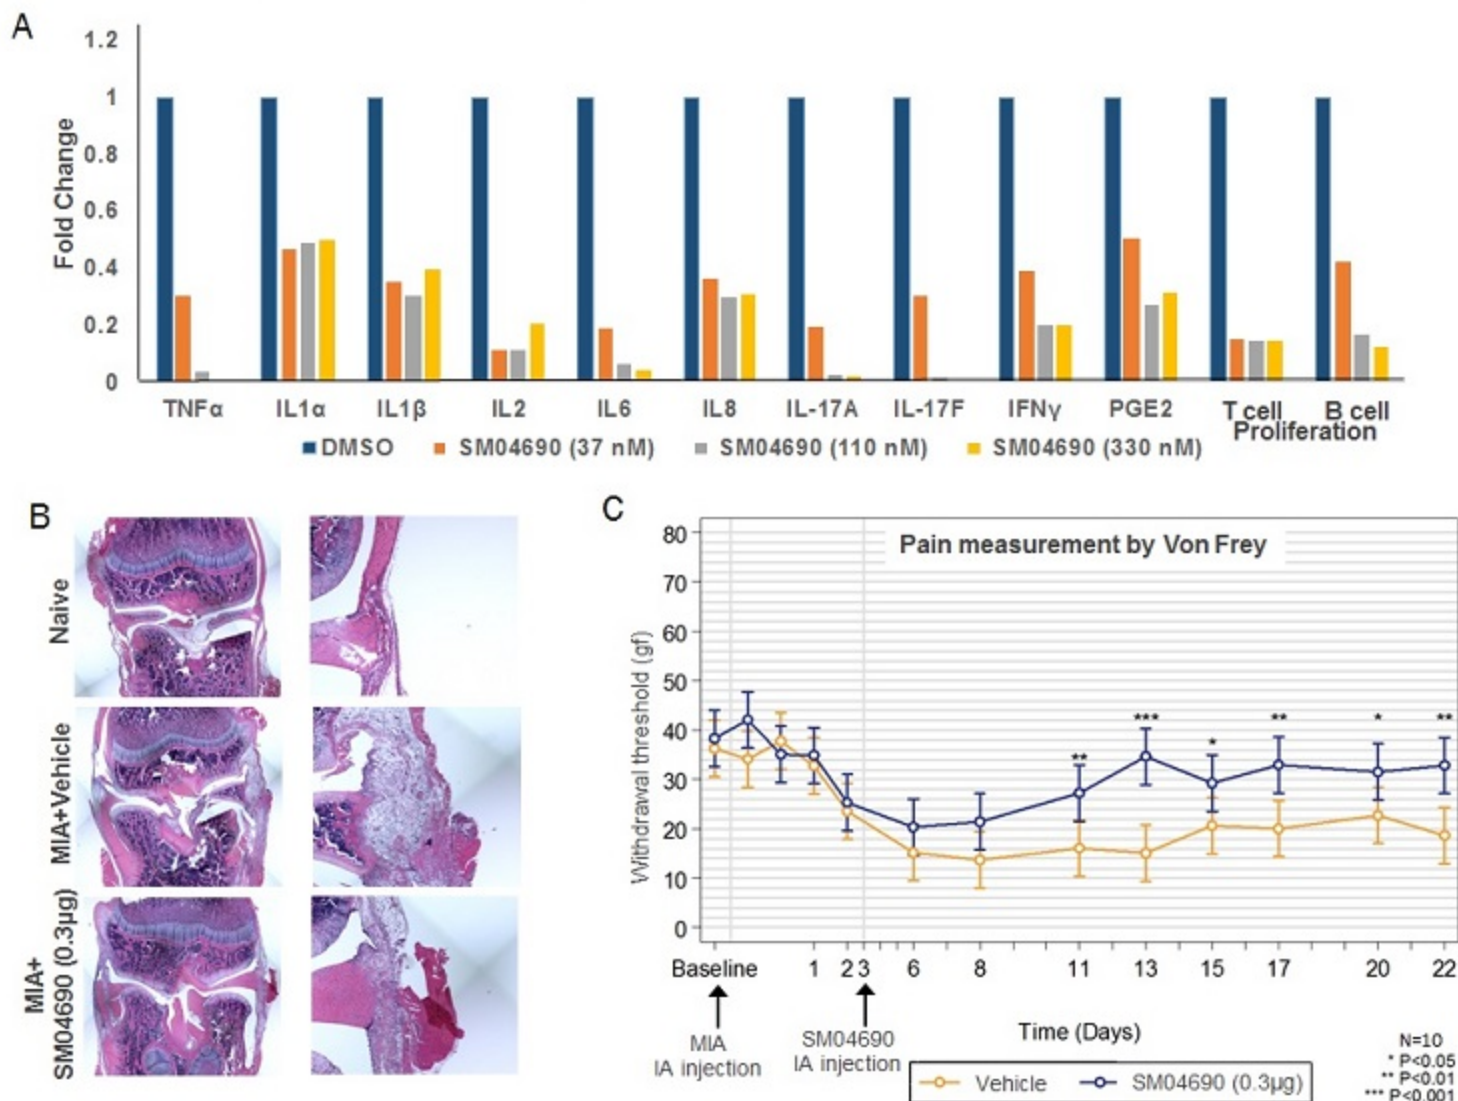 A
1.2
1
0.8
0.6
0.4
0.2
0
Fold Change
TNFα IL1α IL1β IL2 IL6 IL8 IL-17A IL-17F IFNγ PGE2 T cell B cell
Proliferation
DMSO SM04690 (37 nM) SM04690 (110 nM) SM04690 (330 nM)
B
Naive
MIA+Vehicle
MIA+
SM04690 (0.3µg)
C
Pain measurement by Von Frey
80
70
60
50
40
30
20
10
0
Withdrawal threshold (gf)
** *** * ** * **
Baseline 1 2 3 6 8 11 13 15 17 20 22
MIA
IA injection
SM04690
IA injection
Time (Days)
Vehicle SM04690 (0.3µg)
N=10
* P<0.05
** P<0.01
*** P<0.001